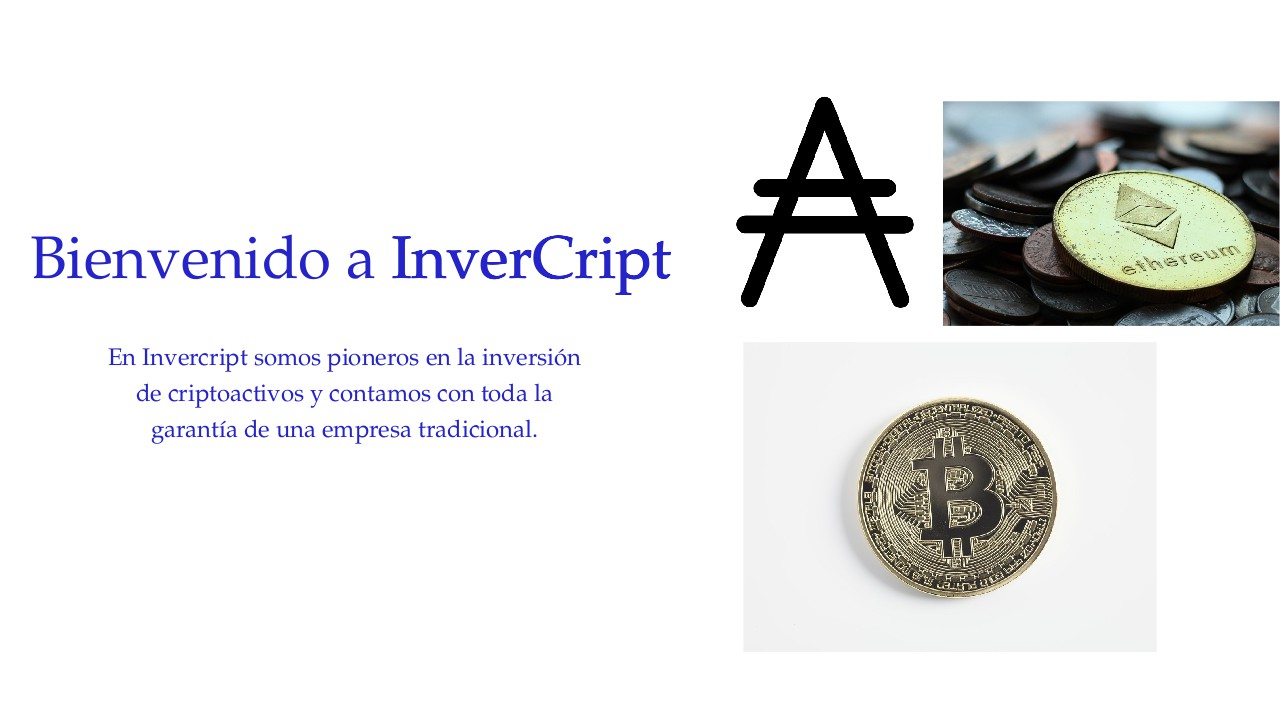 Bienvenido a InverCript
En Invercript somos pioneros en la inversión
de criptoactivos y contamos con toda la
garantía de una empresa tradicional.
ethereum